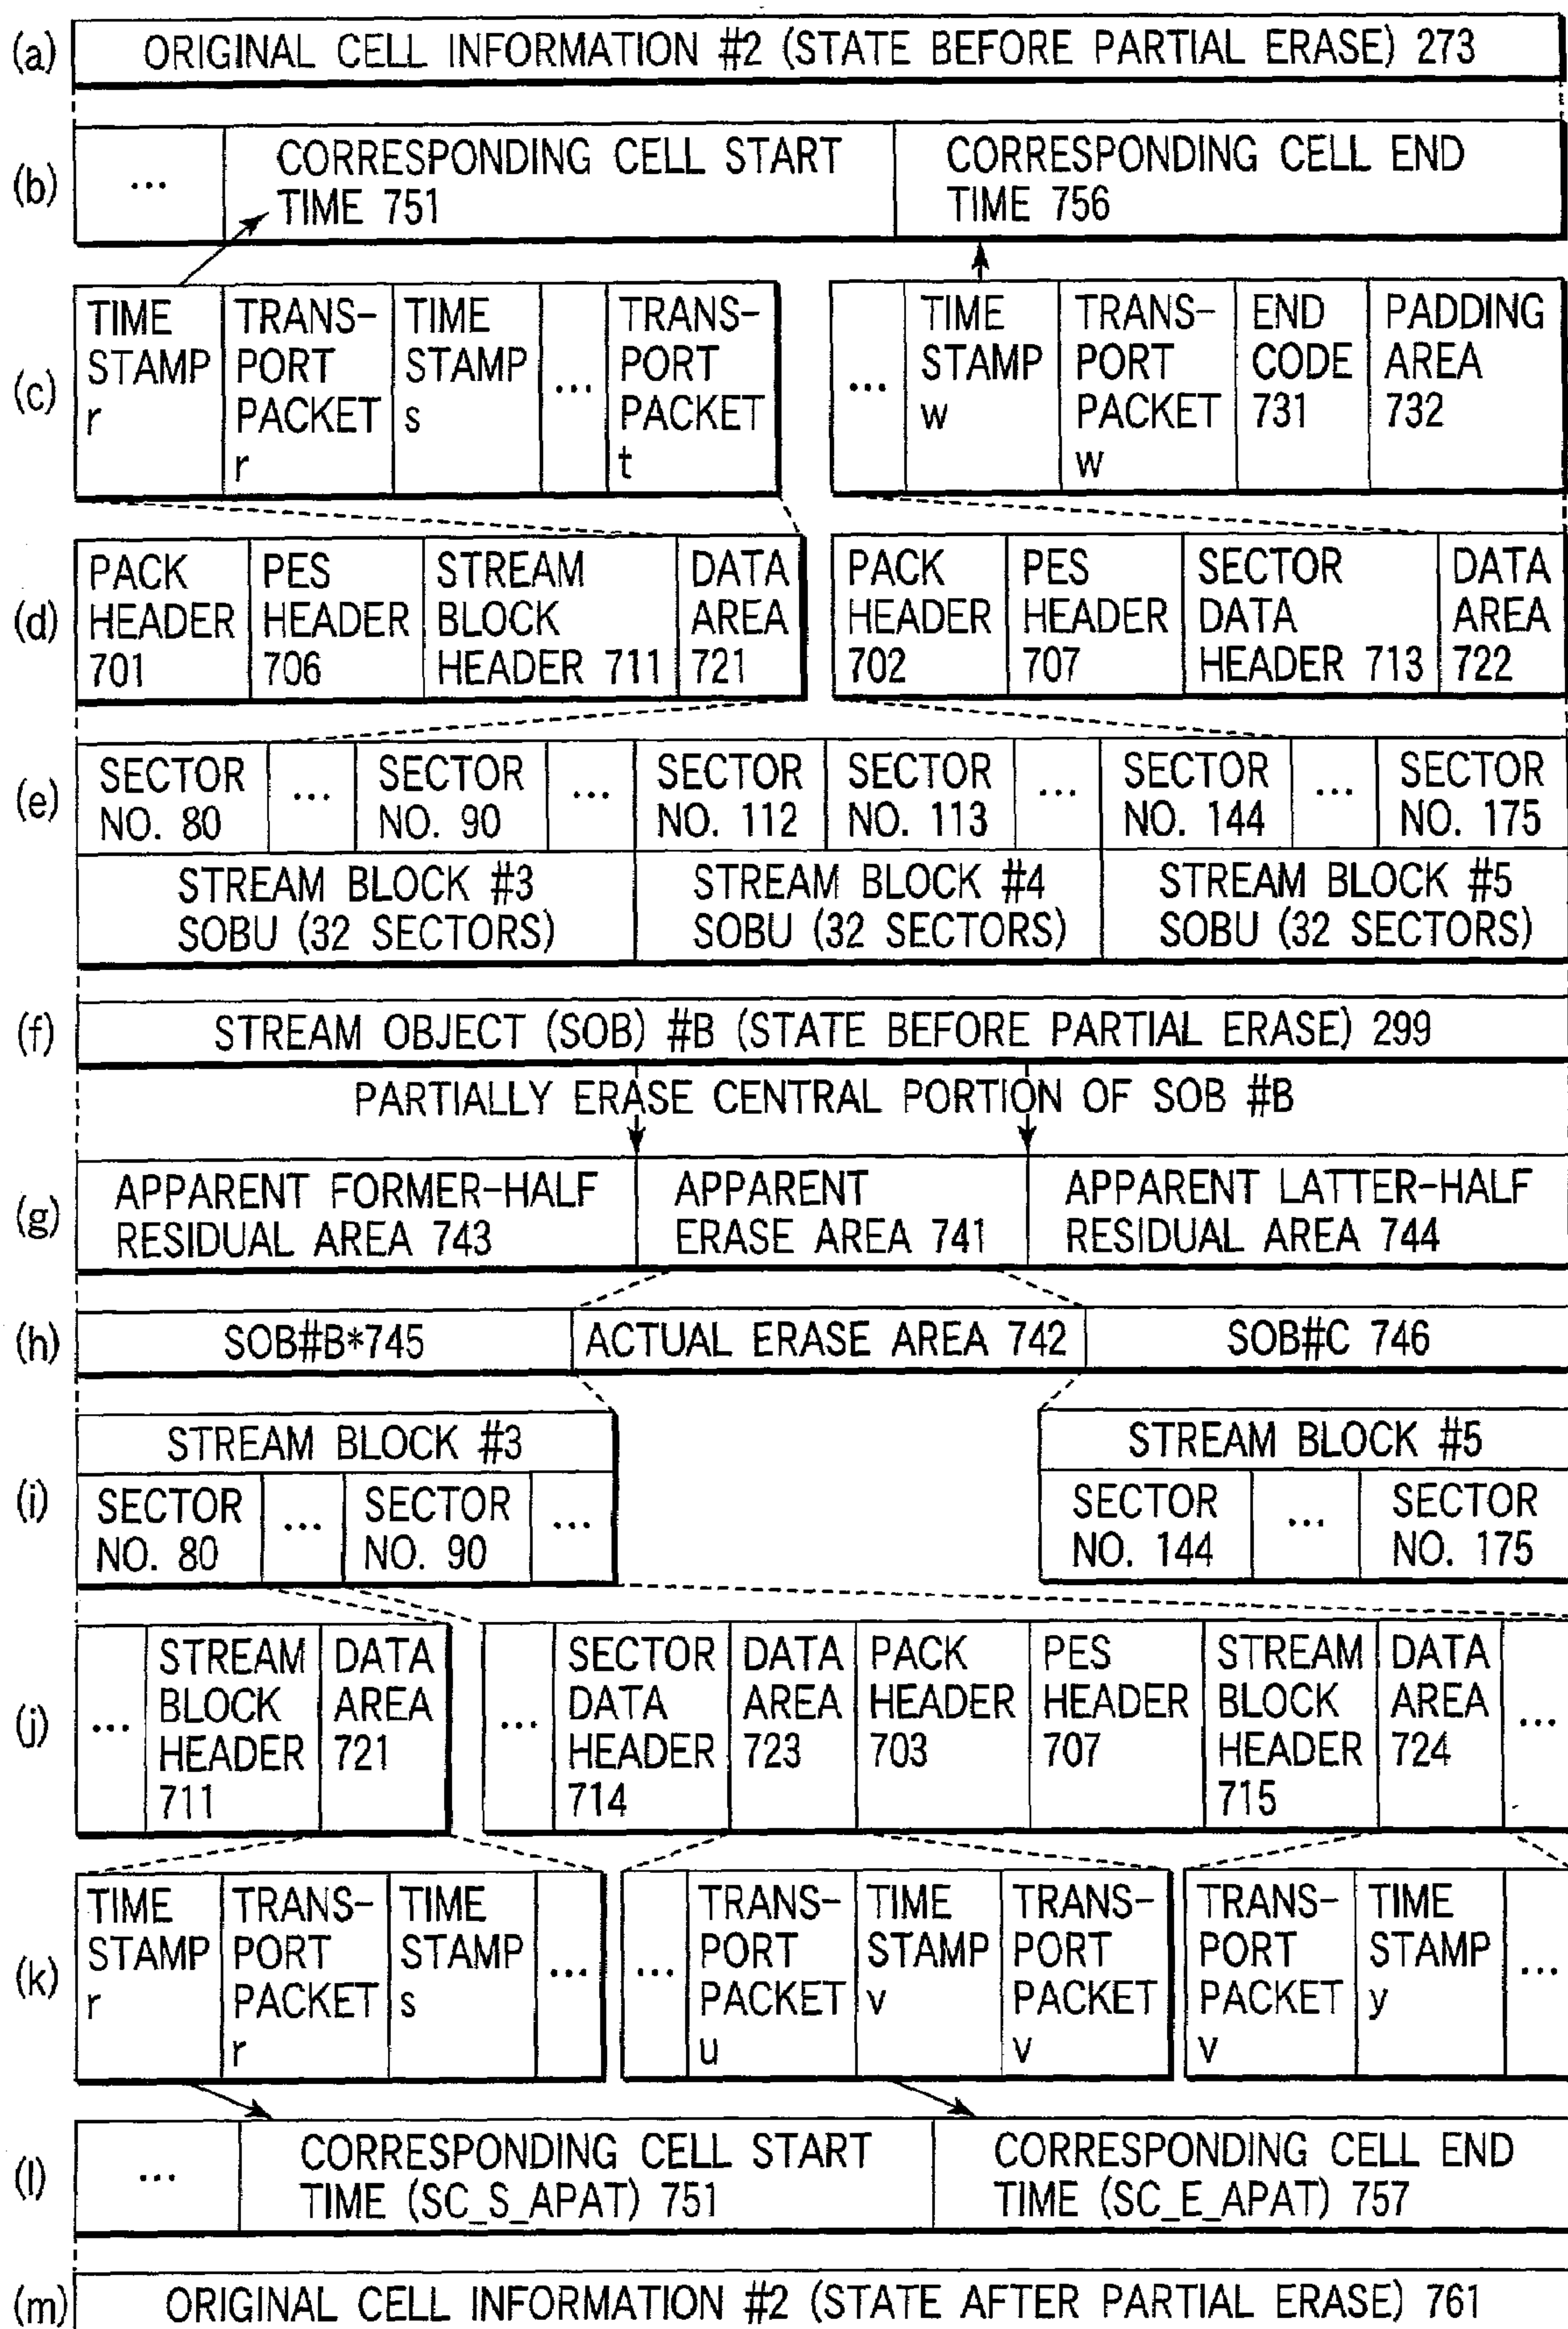 (a) ORIGINAL CELL INFORMATION #2 (STATE BEFORE PARTIAL ERASE) 273
(b) ... CORRESPONDING CELL START TIME 751 CORRESPONDING CELL END TIME 756
(c) TIME STAMP r TRANS-PORT PACKET r TIME STAMP s ... TRANS-PORT PACKET t ... TIME STAMP w TRANS-PORT PACKET w END CODE 731 PADDING AREA 732
(d) PACK HEADER 701 PES HEADER 706 STREAM BLOCK HEADER 711 DATA AREA 721 PACK HEADER 702 PES HEADER 707 SECTOR DATA HEADER 713 DATA AREA 722
(e) SECTOR NO. 80 ... SECTOR NO. 90 ... SECTOR NO. 112 SECTOR NO. 113 ... SECTOR NO. 144 ... SECTOR NO. 175
STREAM BLOCK #3 SOBU (32 SECTORS) STREAM BLOCK #4 SOBU (32 SECTORS) STREAM BLOCK #5 SOBU (32 SECTORS)
(f) STREAM OBJECT (SOB) #B (STATE BEFORE PARTIAL ERASE) 299
PARTIALLY ERASE CENTRAL PORTION OF SOB #B
(g) APPARENT FORMER-HALF RESIDUAL AREA 743 APPARENT ERASE AREA 741 APPARENT LATTER-HALF RESIDUAL AREA 744
(h) SOB#B*745 ACTUAL ERASE AREA 742 SOB#C 746
(i) STREAM BLOCK #3 STREAM BLOCK #5
SECTOR NO. 80 ... SECTOR NO. 90 ... SECTOR NO. 144 ... SECTOR NO. 175
(j) ... STREAM BLOCK HEADER 711 DATA AREA 721 ... SECTOR DATA HEADER 714 DATA AREA 723 PACK HEADER 703 PES HEADER 707 STREAM BLOCK HEADER 715 DATA AREA 724 ...
(k) TIME STAMP r TRANS-PORT PACKET r TIME STAMP s ... ... TRANS-PORT PACKET u TIME STAMP v TRANS-PORT PACKET v TRANS-PORT PACKET v TIME STAMP y ...
(l) ... CORRESPONDING CELL START TIME (SC_S_APAT) 751 CORRESPONDING CELL END TIME (SC_E_APAT) 757
(m) ORIGINAL CELL INFORMATION #2 (STATE AFTER PARTIAL ERASE) 761